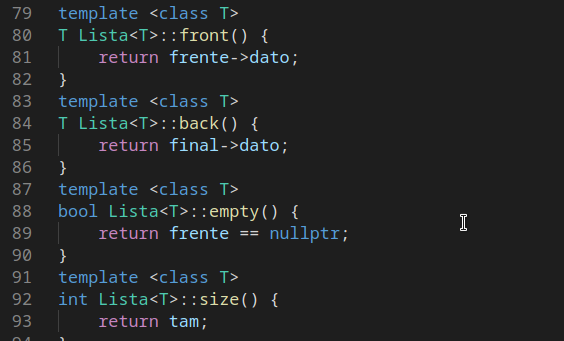 79 template <class T>
80 T Lista<T>::front() {
81     return frente->dato;
82 }
83 template <class T>
84 T Lista<T>::back() {
85     return final->dato;
86 }
87 template <class T>
88 bool Lista<T>::empty() {
89     return frente == nullptr;
90 }
91 template <class T>
92 int Lista<T>::size() {
93     return tam;